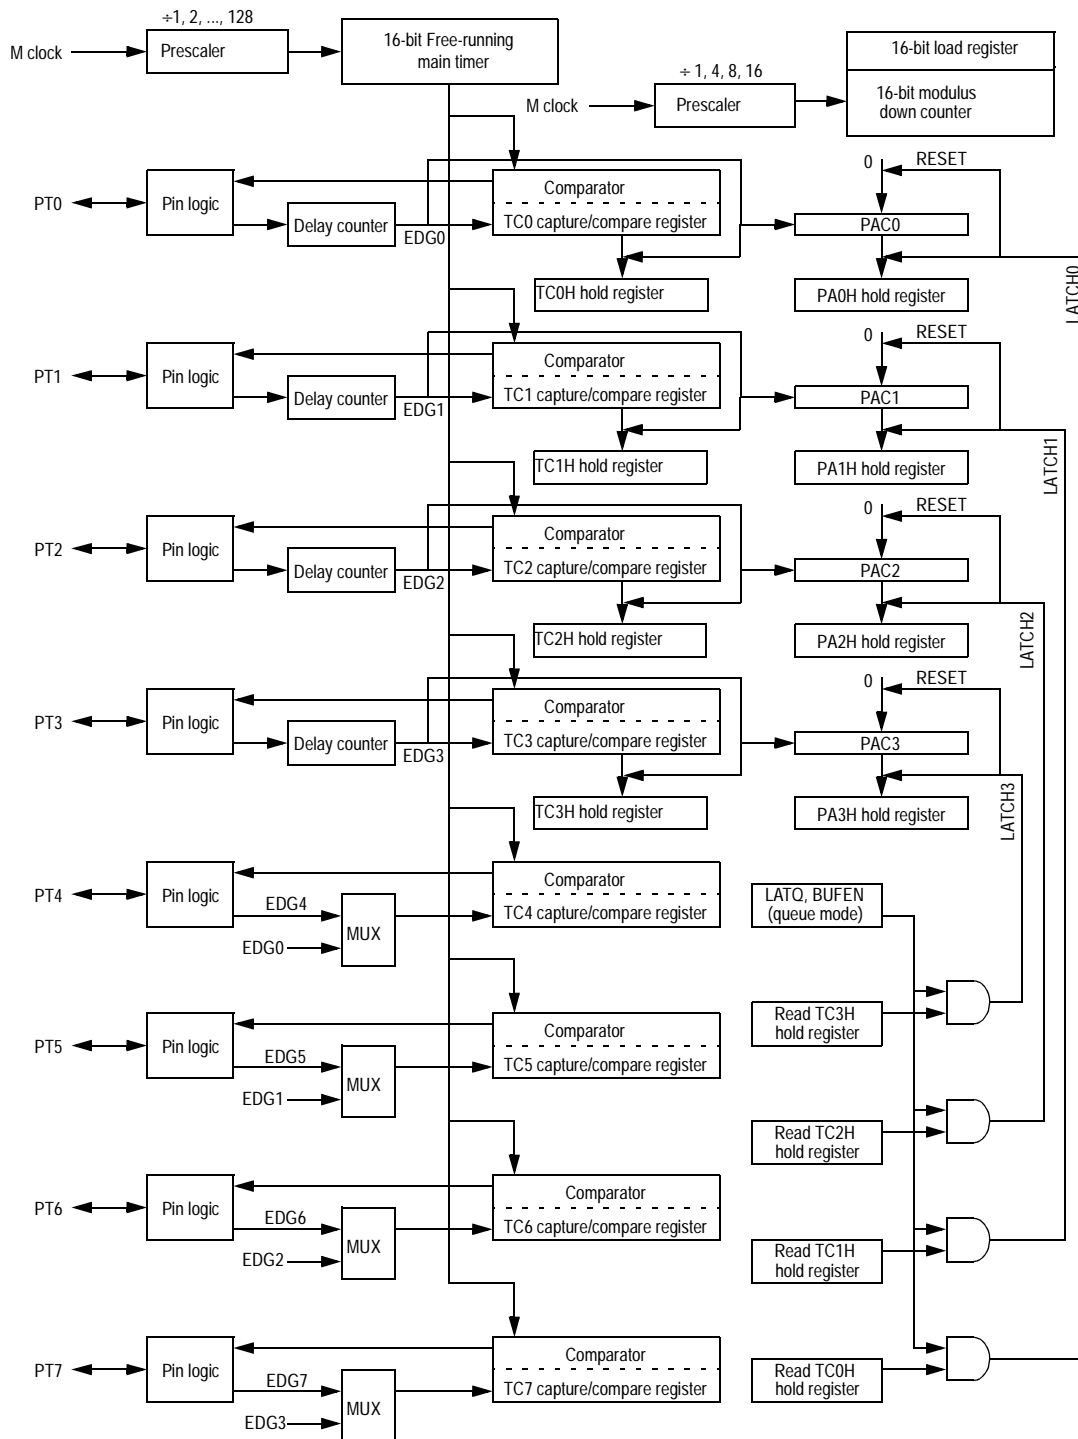 ÷1, 2, ..., 128
M clock
Prescaler
16-bit Free-running
main timer
÷ 1, 4, 8, 16
M clock
Prescaler
16-bit load register
16-bit modulus
down counter
PT0
Pin logic
Delay counter
EDG0
Comparator
TC0 capture/compare register
TC0H hold register
0
RESET
PAC0
PA0H hold register
LATCH0
PT1
Pin logic
Delay counter
EDG1
Comparator
TC1 capture/compare register
TC1H hold register
0
RESET
PAC1
PA1H hold register
LATCH1
PT2
Pin logic
Delay counter
EDG2
Comparator
TC2 capture/compare register
TC2H hold register
0
RESET
PAC2
PA2H hold register
LATCH2
PT3
Pin logic
Delay counter
EDG3
Comparator
TC3 capture/compare register
TC3H hold register
0
RESET
PAC3
PA3H hold register
LATCH3
PT4
Pin logic
EDG4
EDG0
MUX
Comparator
TC4 capture/compare register
LATQ, BUFEN
(queue mode)
Read TC3H
hold register
PT5
Pin logic
EDG5
EDG1
MUX
Comparator
TC5 capture/compare register
Read TC2H
hold register
PT6
Pin logic
EDG6
EDG2
MUX
Comparator
TC6 capture/compare register
Read TC1H
hold register
PT7
Pin logic
EDG7
EDG3
MUX
Comparator
TC7 capture/compare register
Read TC0H
hold register